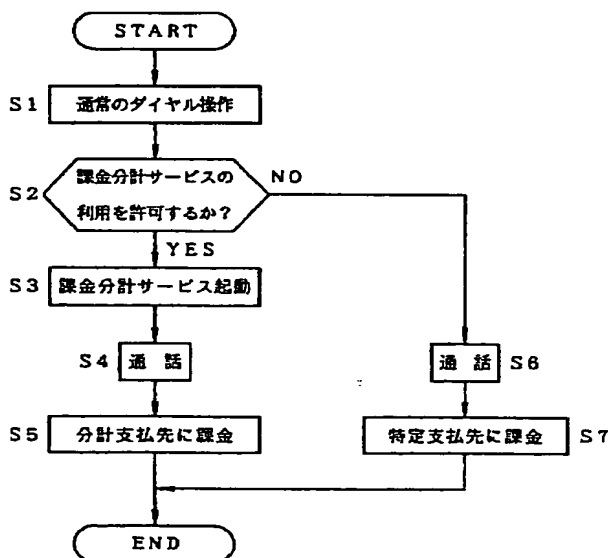 START
S1 通常のダイヤル操作
課金分計サービスの NO
S2
利用を許可するか?
YES
S3 課金分計サービス起動
S4 通話 通話 S6
S5 分計支払先に課金 特定支払先に課金 S7
END